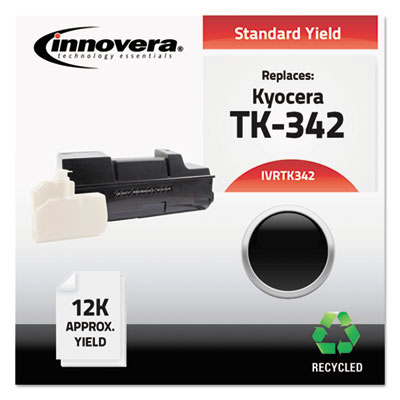 innovera
technology essentials
Standard Yield
Replaces:
Kyocera
TK-342
IVRTK342
12K
APPROX.
YIELD
RECYCLED